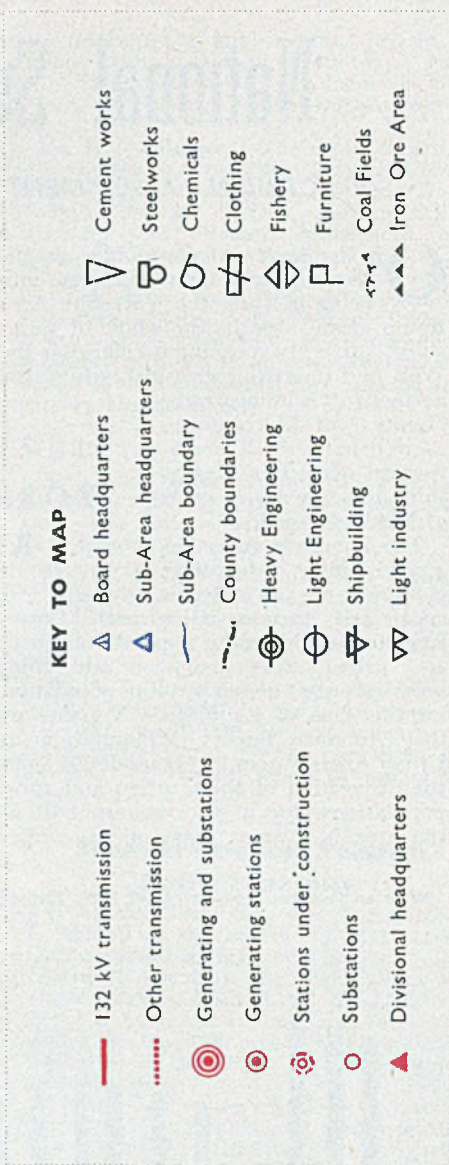 KEY TO MAP
132 kV transmission
Other transmission
Generating and substations
Generating stations
Stations under construction
Substations
Divisional headquarters
Board headquarters
Sub-Area headquarters
Sub-Area boundary
County boundaries
Heavy Engineering
Light Engineering
Shipbuilding
Light industry
Cement works
Steelworks
Chemicals
Clothing
Fishery
Furniture
Coal Fields
Iron Ore Area